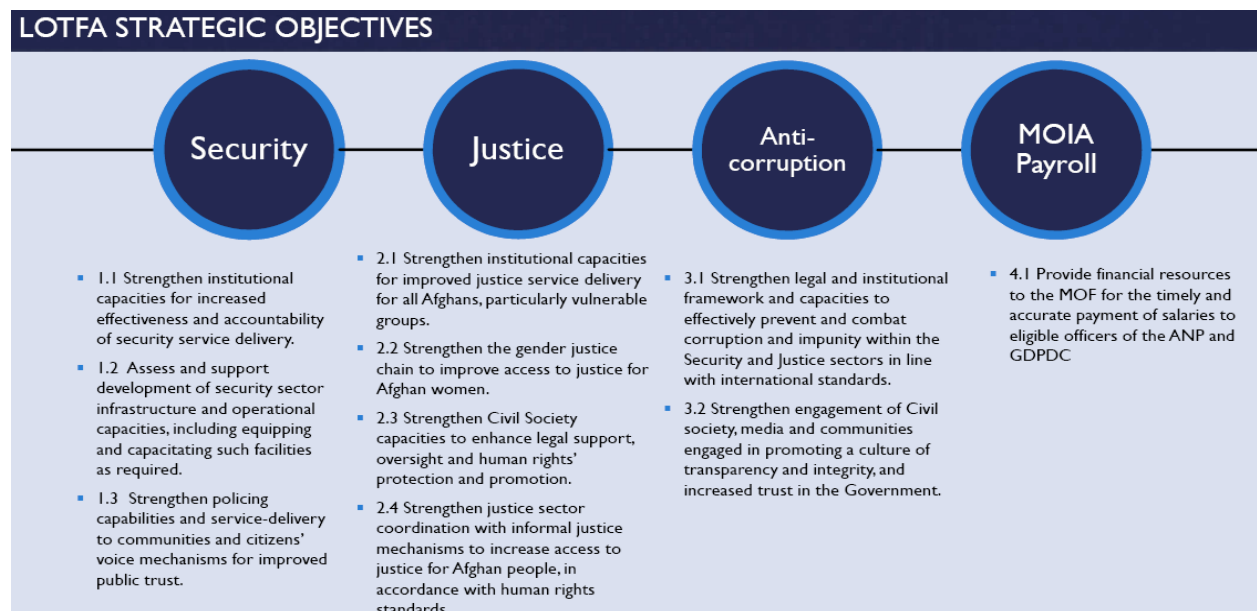 LOTFA STRATEGIC OBJECTIVES
Security
Justice
Anti-
corruption
MOIA
Payroll
1.1 Strengthen institutional
capacities for increased
effectiveness and accountability
of security service delivery.
1.2 Assess and support
development of security sector
infrastructure and operational
capacities, including equipping
and capacitating such facilities
as required.
1.3 Strengthen policing
capabilities and service-delivery
to communities and citizens’
voice mechanisms for improved
public trust.
2.1 Strengthen institutional capacities
for improved justice service delivery
for all Afghans, particularly vulnerable
groups.
2.2 Strengthen the gender justice
chain to improve access to justice for
Afghan women.
2.3 Strengthen Civil Society
capacities to enhance legal support,
oversight and human rights’
protection and promotion.
2.4 Strengthen justice sector
coordination with informal justice
mechanisms to increase access to
justice for Afghan people, in
accordance with human rights
standards
3.1 Strengthen legal and institutional
framework and capacities to
effectively prevent and combat
corruption and impunity within the
Security and Justice sectors in line
with international standards.
3.2 Strengthen engagement of Civil
society, media and communities
engaged in promoting a culture of
transparency and integrity, and
increased trust in the Government.
4.1 Provide financial resources
to the MOF for the timely and
accurate payment of salaries to
eligible officers of the ANP and
GDPDC